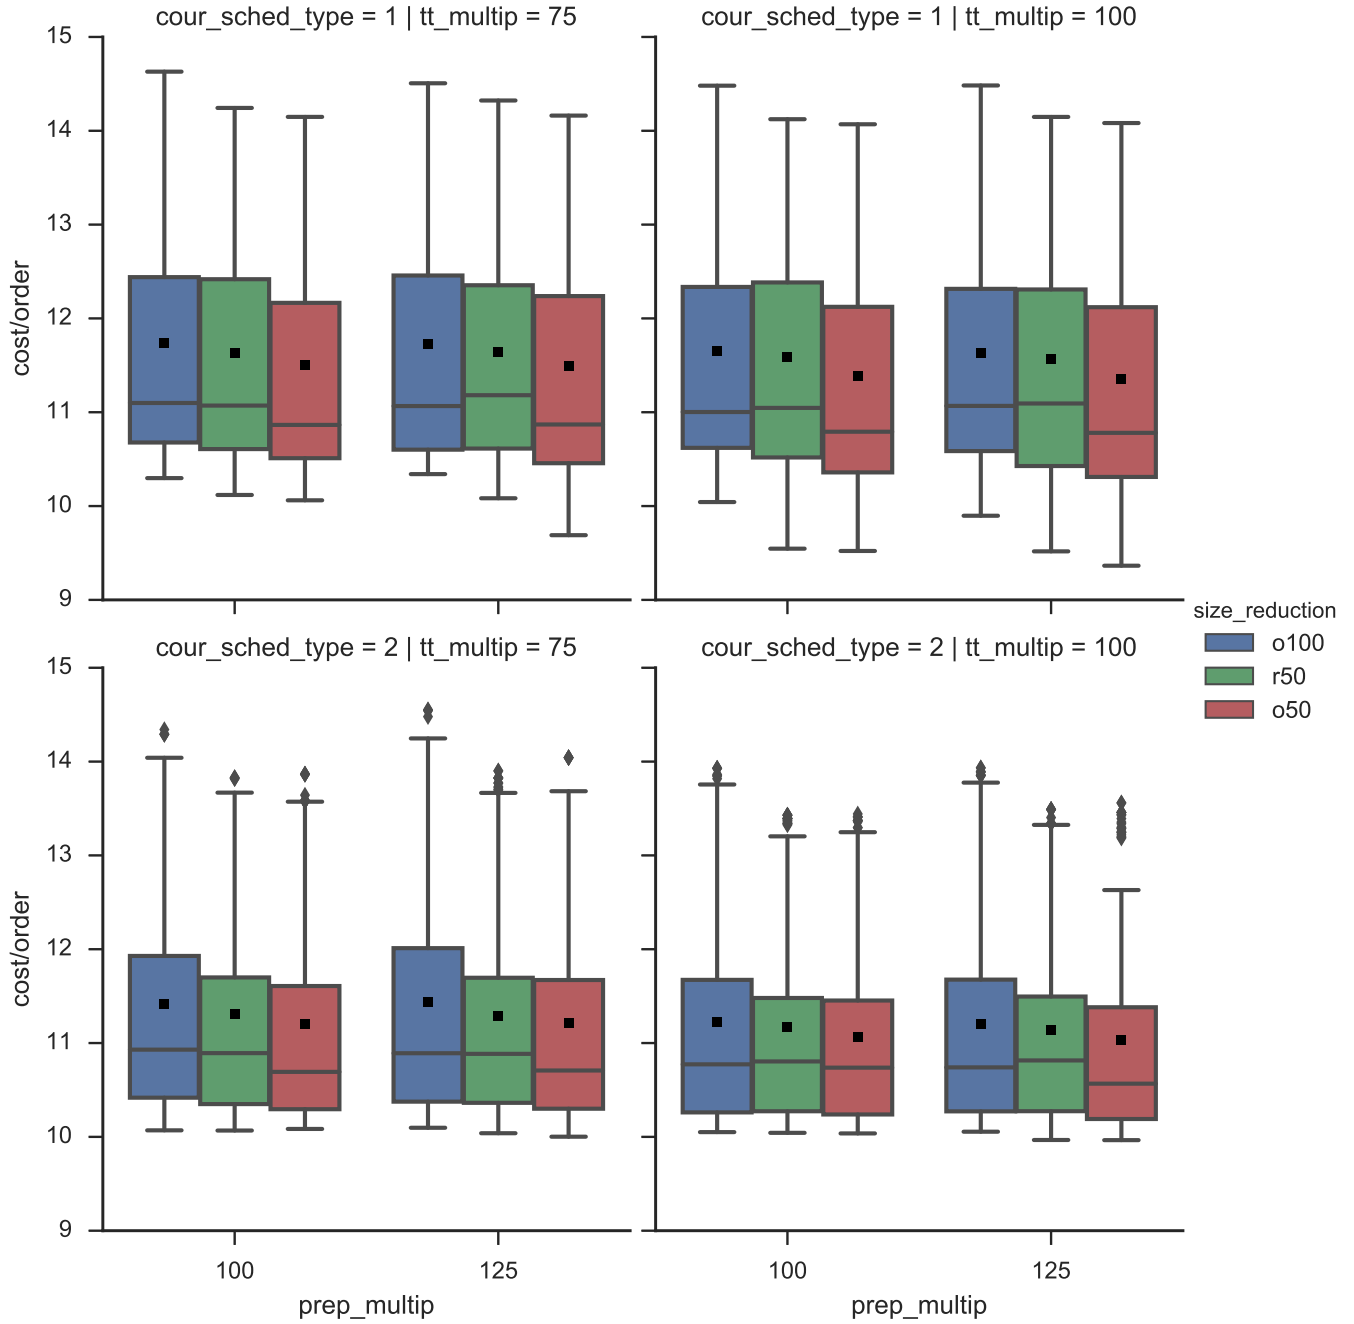 cour_sched_type = 1 | tt_multip = 75
cour_sched_type = 1 | tt_multip = 100
15
14
13
12
11
10
9
cost/order
cour_sched_type = 2 | tt_multip = 75
cour_sched_type = 2 | tt_multip = 100
15
14
13
12
11
10
9
cost/order
100
125
100
125
prep_multip
prep_multip
size_reduction
o100
r50
o50